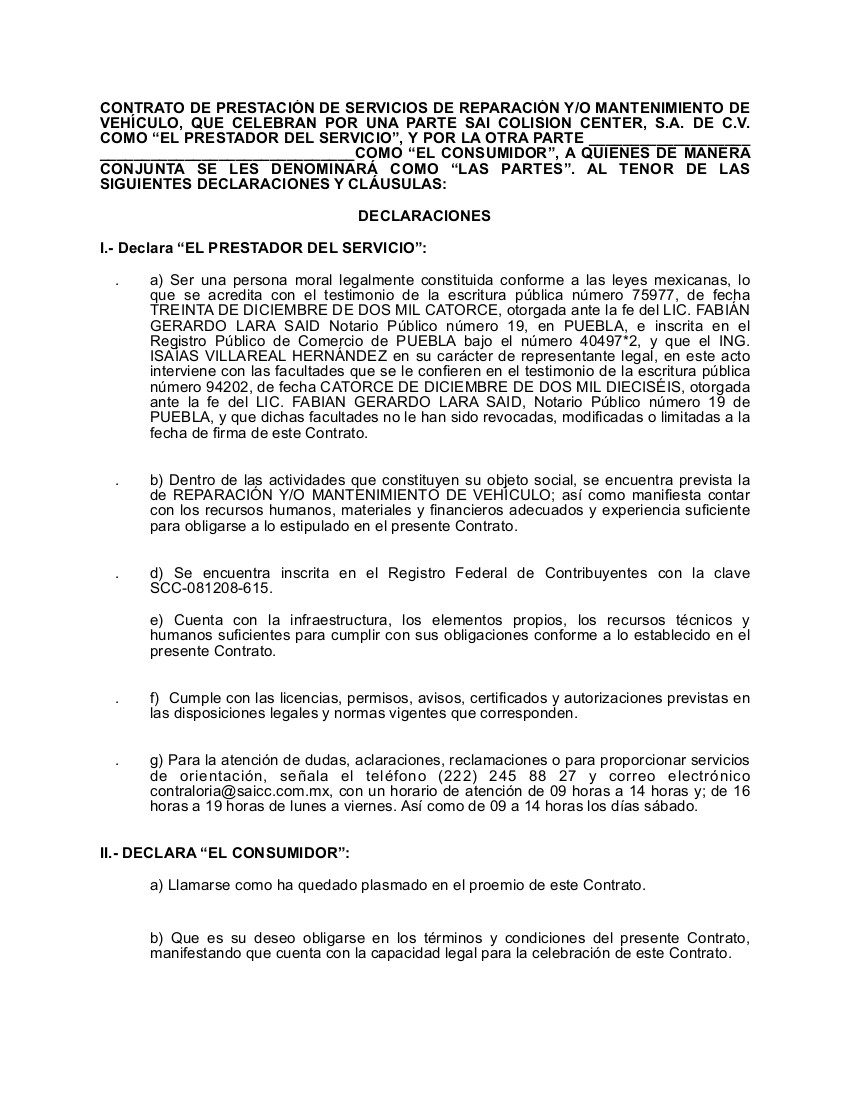 CONTRATO DE PRESTACIÓN DE SERVICIOS DE REPARACIÓN Y/O MANTENIMIENTO DE
VEHÍCULO, QUE CELEBRAN POR UNA PARTE SAI COLISION CENTER, S.A. DE C.V.
COMO “EL PRESTADOR DEL SERVICIO”, Y POR LA OTRA PARTE ___________________
______________________________COMO “EL CONSUMIDOR”, A QUIENES DE MANERA
CONJUNTA SE LES DENOMINARÁ COMO “LAS PARTES”. AL TENOR DE LAS
SIGUIENTES DECLARACIONES Y CLÁUSULAS:
DECLARACIONES
I.- Declara “EL PRESTADOR DEL SERVICIO”:
. a) Ser una persona moral legalmente constituida conforme a las leyes mexicanas, lo
que se acredita con el testimonio de la escritura pública número 75977, de fecha
TREINTA DE DICIEMBRE DE DOS MIL CATORCE, otorgada ante la fe del LIC. FABIÁN
GERARDO LARA SAID Notario Público número 19, en PUEBLA, e inscrita en el
Registro Público de Comercio de PUEBLA bajo el número 40497*2, y que el ING.
ISAÍAS VILLAREAL HERNÁNDEZ en su carácter de representante legal, en este acto
interviene con las facultades que se le confieren en el testimonio de la escritura pública
número 94202, de fecha CATORCE DE DICIEMBRE DE DOS MIL DIECISÉIS, otorgada
ante la fe del LIC. FABIAN GERARDO LARA SAID, Notario Público número 19 de
PUEBLA, y que dichas facultades no le han sido revocadas, modificadas o limitadas a la
fecha de firma de este Contrato.
. b) Dentro de las actividades que constituyen su objeto social, se encuentra prevista la
de REPARACIÓN Y/O MANTENIMIENTO DE VEHÍCULO; así como manifiesta contar
con los recursos humanos, materiales y financieros adecuados y experiencia suficiente
para obligarse a lo estipulado en el presente Contrato.
. d) Se encuentra inscrita en el Registro Federal de Contribuyentes con la clave
SCC-081208-615.
e) Cuenta con la infraestructura, los elementos propios, los recursos técnicos y
humanos suficientes para cumplir con sus obligaciones conforme a lo establecido en el
presente Contrato.
. f) Cumple con las licencias, permisos, avisos, certificados y autorizaciones previstas en
las disposiciones legales y normas vigentes que corresponden.
. g) Para la atención de dudas, aclaraciones, reclamaciones o para proporcionar servicios
de orientación, señala el teléfono (222) 245 88 27 y correo electrónico
contraloria@saicc.com.mx, con un horario de atención de 09 horas a 14 horas y; de 16
horas a 19 horas de lunes a viernes. Así como de 09 a 14 horas los días sábado.
II.- DECLARA “EL CONSUMIDOR”:
a) Llamarse como ha quedado plasmado en el proemio de este Contrato.
b) Que es su deseo obligarse en los términos y condiciones del presente Contrato,
manifestando que cuenta con la capacidad legal para la celebración de este Contrato.